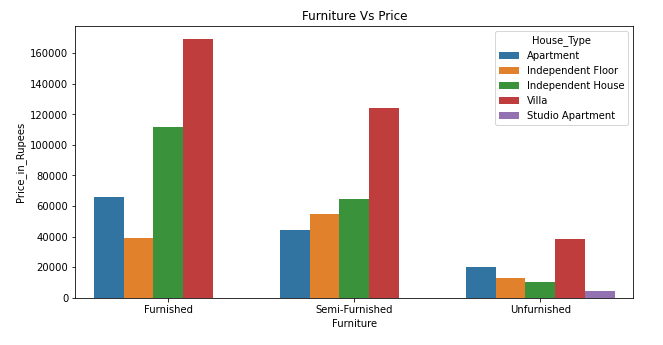 Furniture Vs Price
House_Type
Apartment
Independent Floor
Independent House
Villa
Studio Apartment
Price_in_Rupees
160000
140000
120000
100000
80000
60000
40000
20000
0
Furnished
Semi-Furnished
Unfurnished
Furniture